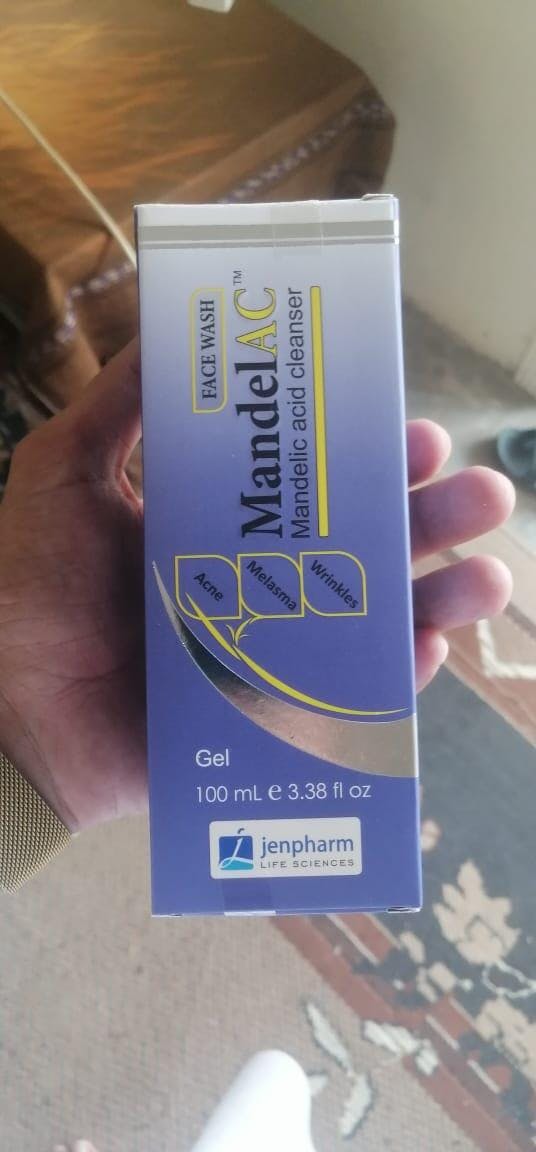 FACE WASH
MandelAC™
Mandelic acid cleanser
Acne
Melasma
Wrinkles
Gel
100 mL e 3.38 fl oz
jenpharm
LIFE SCIENCES